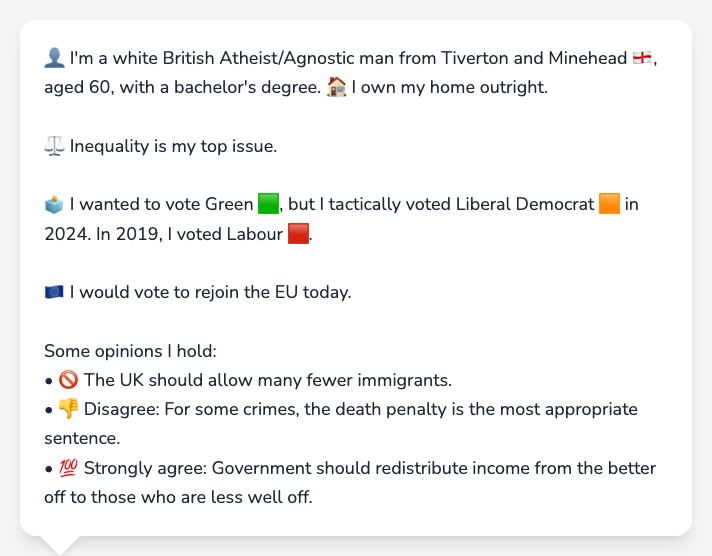 👤 I'm a white British Atheist/Agnostic man from Tiverton and Minehead 🏴󠁧󠁢󠁥󠁮󠁧󠁿,
aged 60, with a bachelor's degree. 🏠 I own my home outright.
⚖️ Inequality is my top issue.
🗳️ I wanted to vote Green 🟩, but I tactically voted Liberal Democrat 🟧 in
2024. In 2019, I voted Labour 🟥.
🇪🇺 I would vote to rejoin the EU today.
Some opinions I hold:
• 🚫 The UK should allow many fewer immigrants.
• 👎 Disagree: For some crimes, the death penalty is the most appropriate
sentence.
• 💯 Strongly agree: Government should redistribute income from the better
off to those who are less well off.